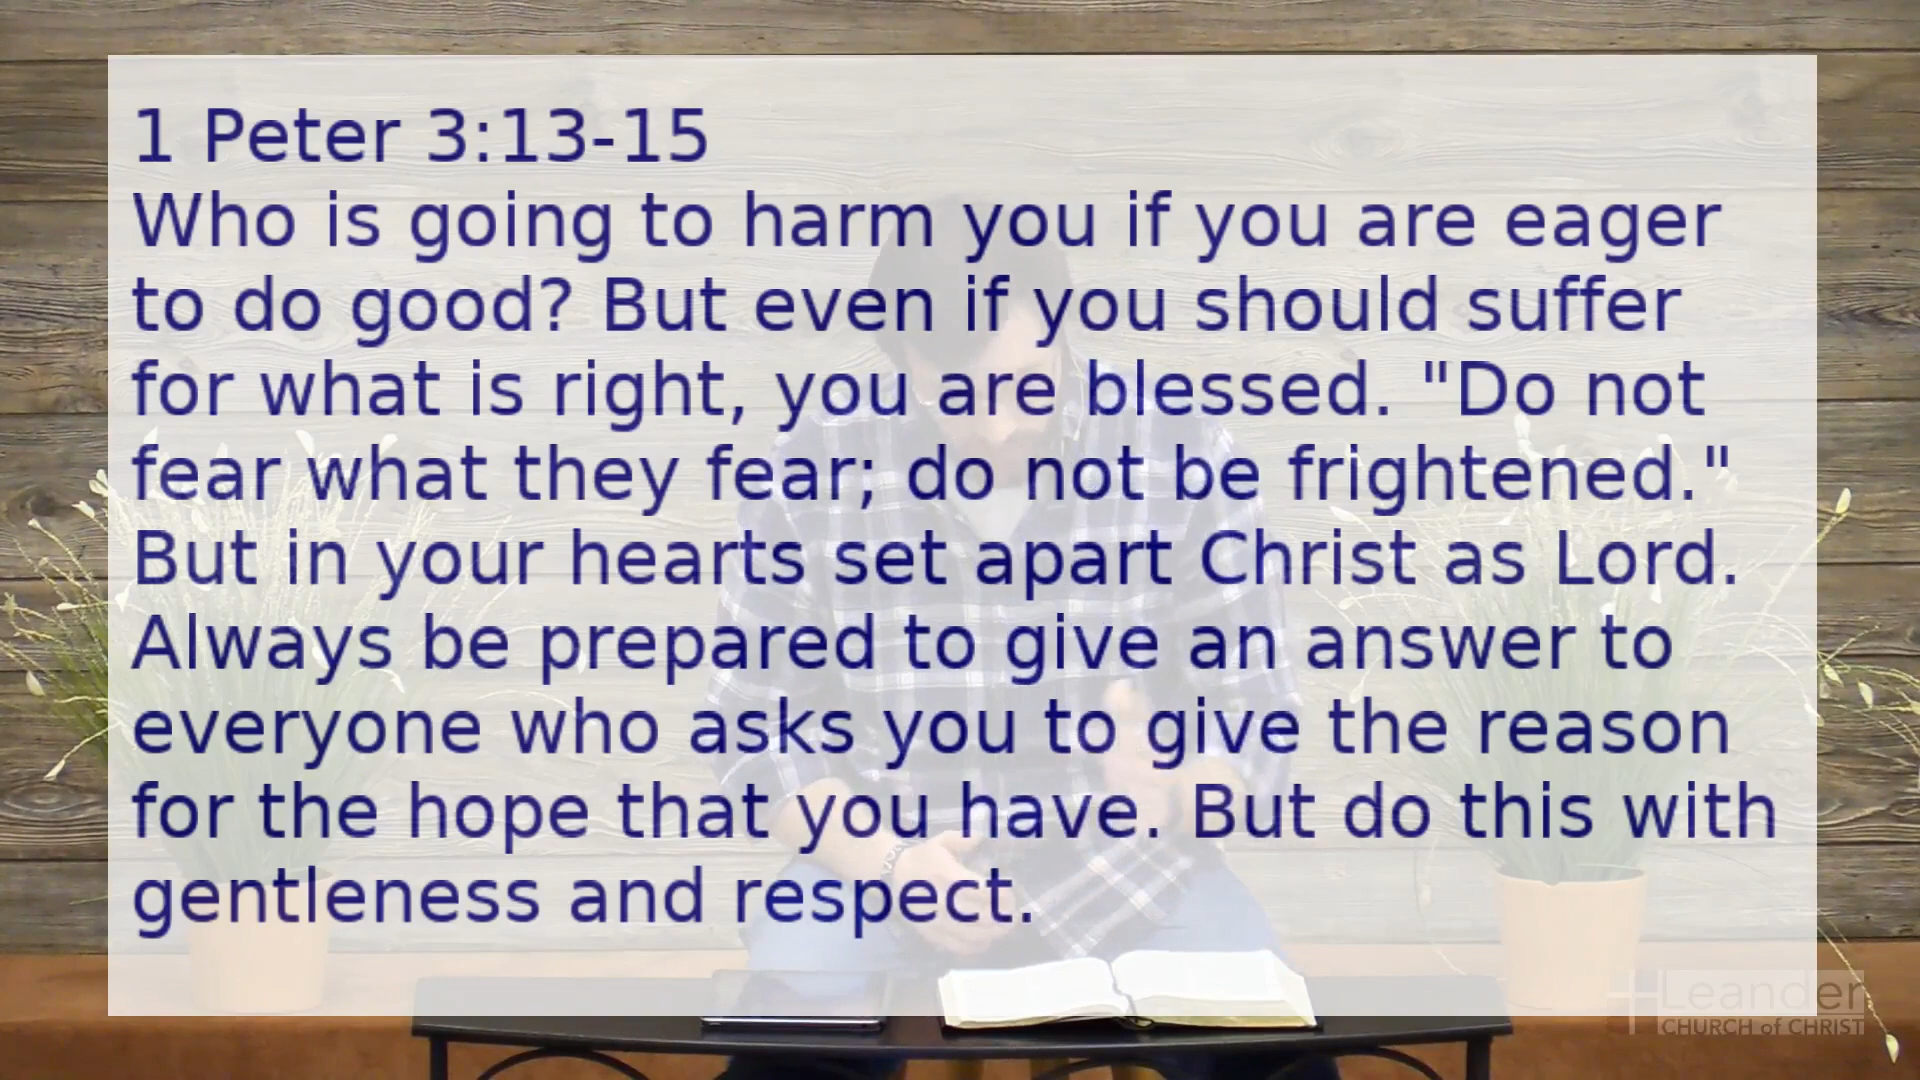 1 Peter 3:13-15
Who is going to harm you if you are eager
to do good? But even if you should suffer
for what is right, you are blessed. "Do not
fear what they fear; do not be frightened."
But in your hearts set apart Christ as Lord.
Always be prepared to give an answer to
everyone who asks you to give the reason
for the hope that you have. But do this with
gentleness and respect.
Leander
CHURCH of CHRIST